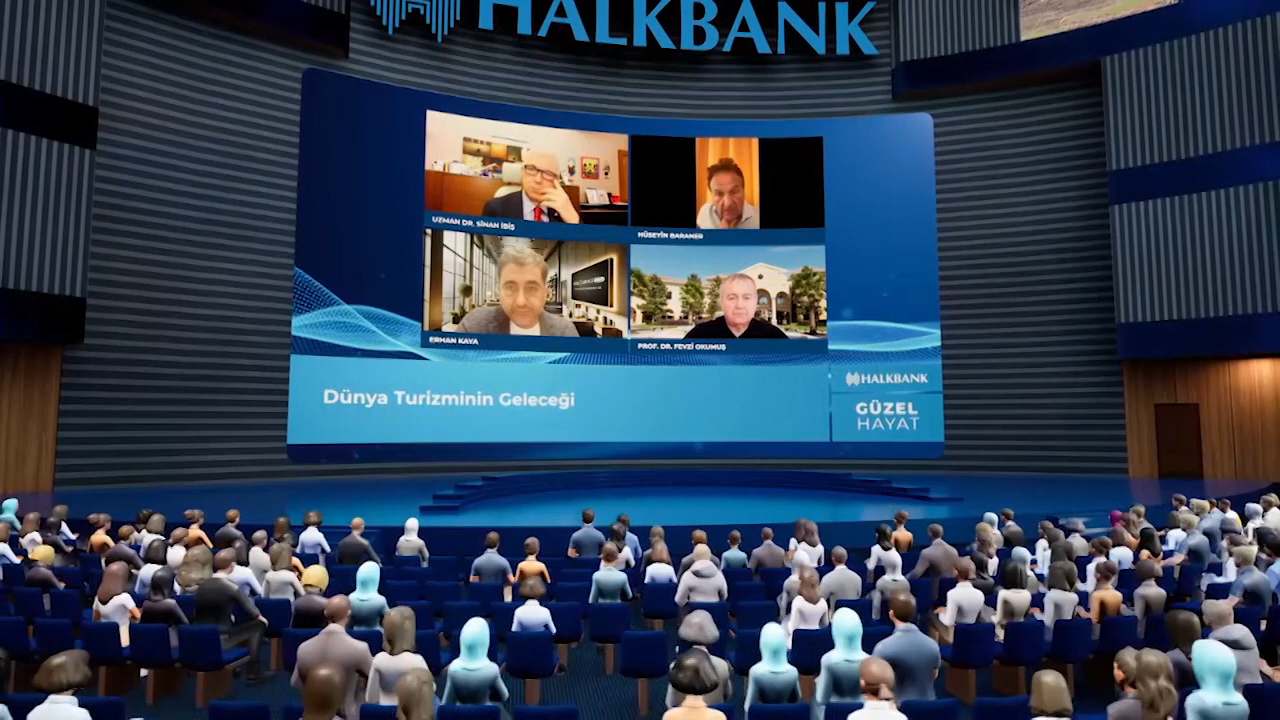 HALKBANK
UZMAN DR. SİNAN İBİŞ
HÜSEYİN BARANER
ERHAN KAYA
PROF. DR. FEVZİ OKUMUŞ
Dünya Turizminin Geleceği
HALKBANK
GÜZEL
HAYAT